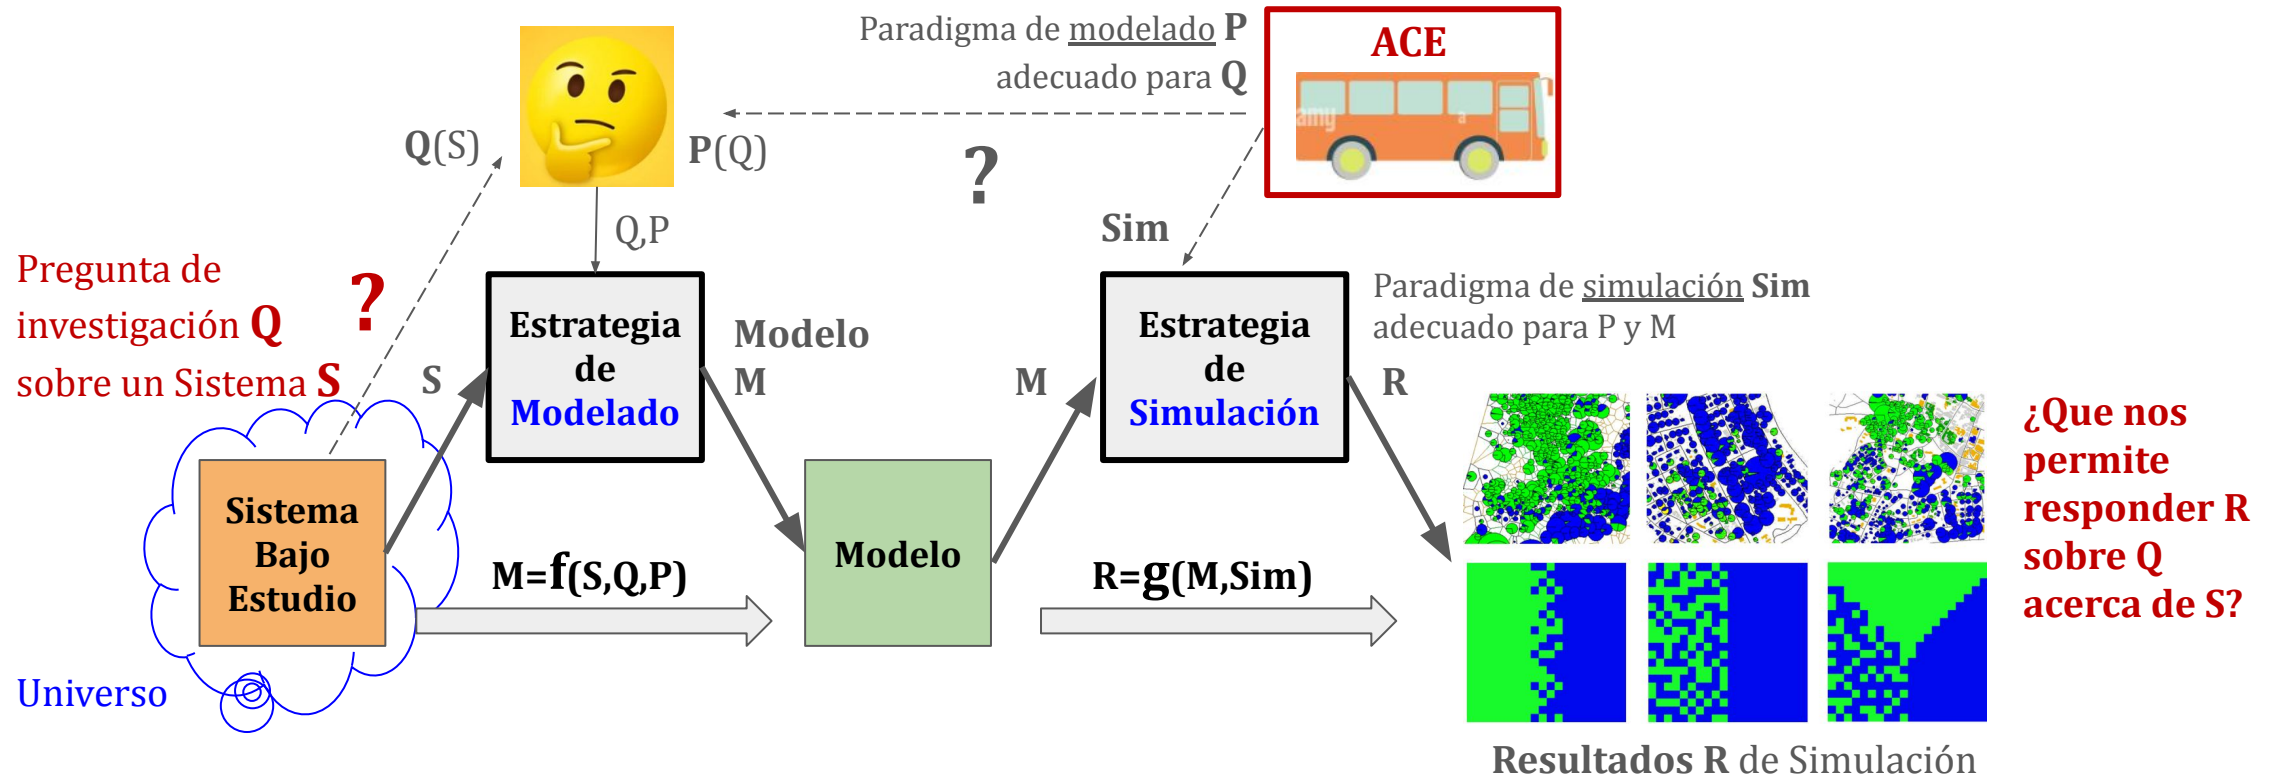 Paradigma de modelado P
adecuado para Q
ACE
amy
a
Q(S)
P(Q)
?
Q,P
Sim
Pregunta de
investigación Q
sobre un Sistema S
?
S
Estrategia
de
Modelado
Modelo
M
M
Estrategia
de
Simulación
Paradigma de simulación Sim
adecuado para P y M
R
Sistema
Bajo
Estudio
M=f(S,Q,P)
Modelo
R=g(M,Sim)
¿Que nos
permite
responder R
sobre Q
acerca de S?
Universo
Resultados R de Simulación